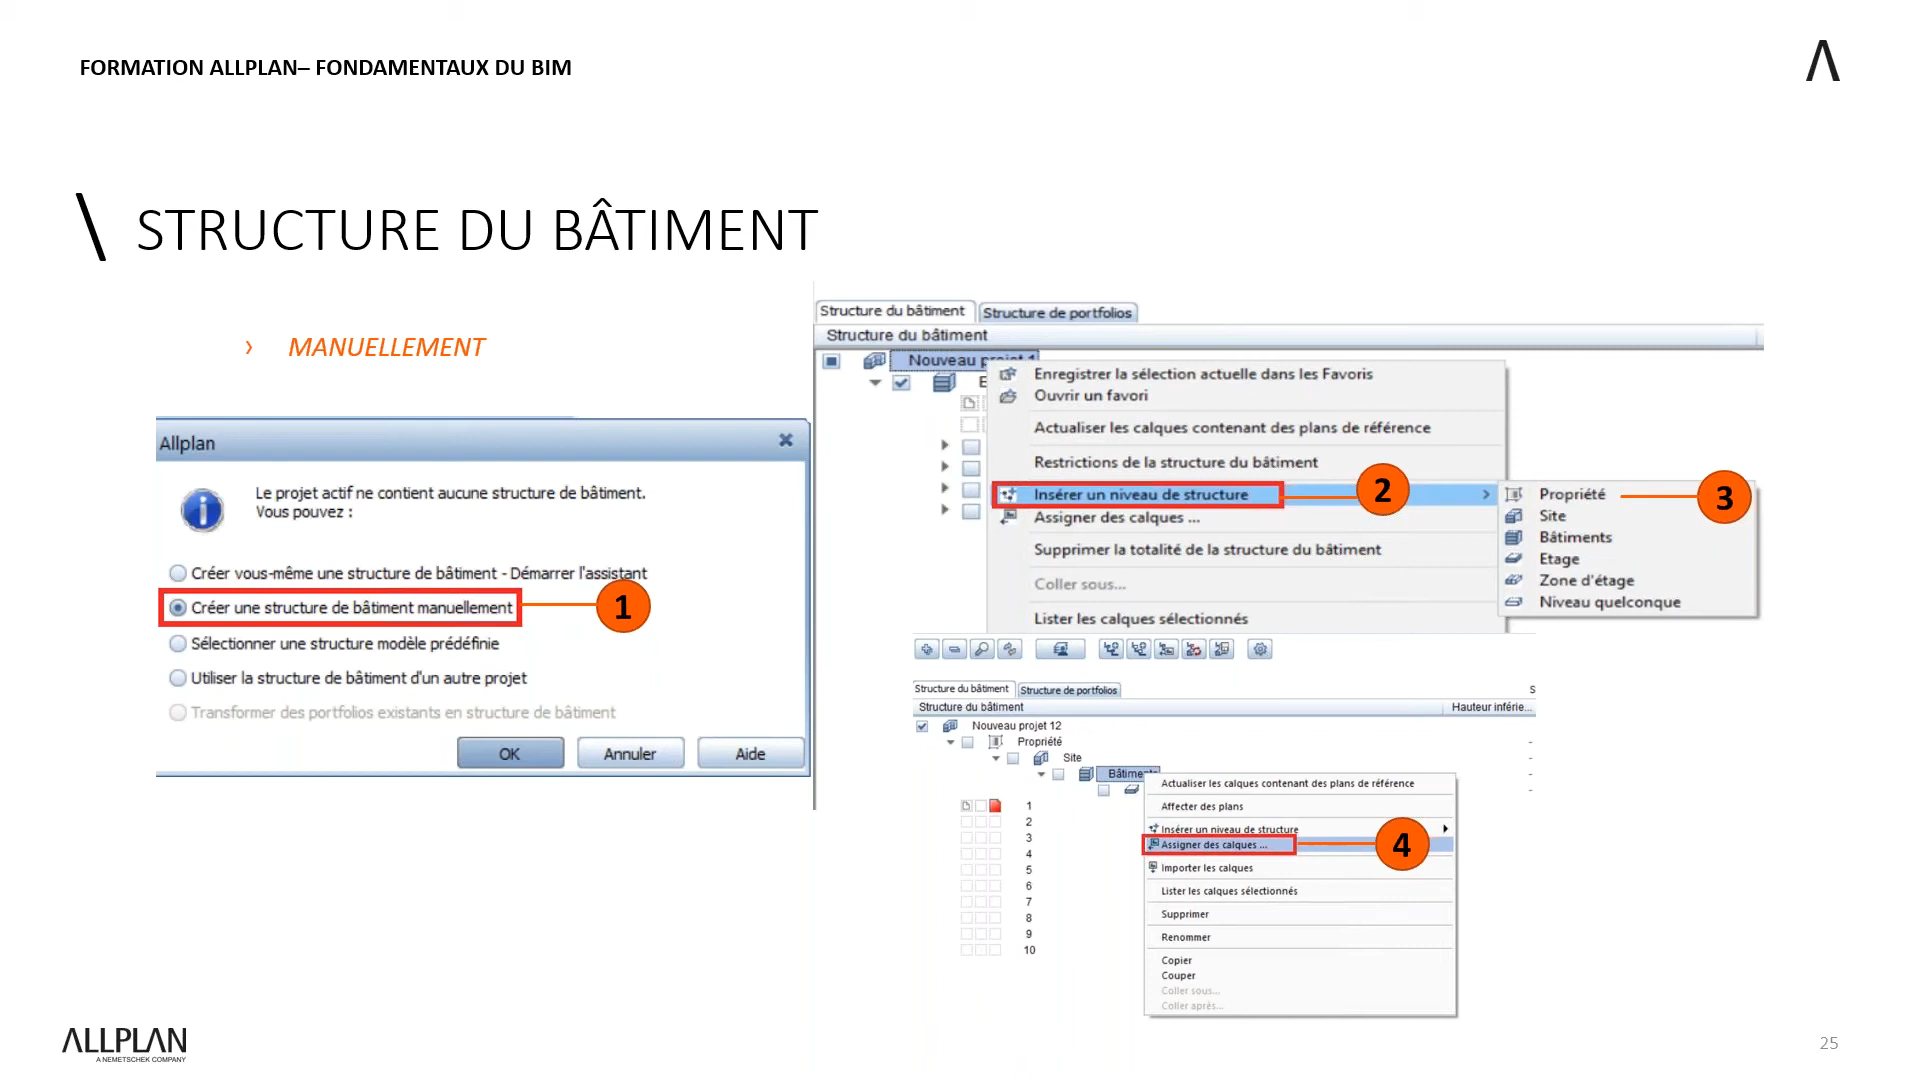 FORMATION ALLPLAN– FONDAMENTAUX DU BIM
STRUCTURE DU BÂTIMENT
› MANUELLEMENT
Allplan
Le projet actif ne contient aucune structure de bâtiment.
Vous pouvez :
Créer vous-même une structure de bâtiment - Démarrer l'assistant
Créer une structure de bâtiment manuellement
1
Sélectionner une structure modèle prédéfinie
Utiliser la structure de bâtiment d'un autre projet
Transformer des portfolios existants en structure de bâtiment
OK
Annuler
Aide
Structure du bâtiment
Structure de portfolios
Structure du bâtiment
Nouveau projet 1
E
Enregistrer la sélection actuelle dans les Favoris
Ouvrir un favori
Actualiser les calques contenant des plans de référence
Restrictions de la structure du bâtiment
Insérer un niveau de structure
2
Assigner des calques ...
Supprimer la totalité de la structure du bâtiment
Coller sous...
Lister les calques sélectionnés
Propriété
3
Site
Bâtiments
Etage
Zone d'étage
Niveau quelconque
Structure du bâtiment
Structure de portfolios
S
Structure du bâtiment
Hauteur inférie...
Nouveau projet 12
Propriété
-
Site
-
Bâtiments
-
-
1
2
3
4
5
6
7
8
9
10
Actualiser les calques contenant des plans de référence
Affecter des plans
Insérer un niveau de structure
Assigner des calques ...
4
Importer les calques
Lister les calques sélectionnés
Supprimer
Renommer
Copier
Couper
Coller sous...
Coller après...
ALLPLAN
A NEMETSCHEK COMPANY
25